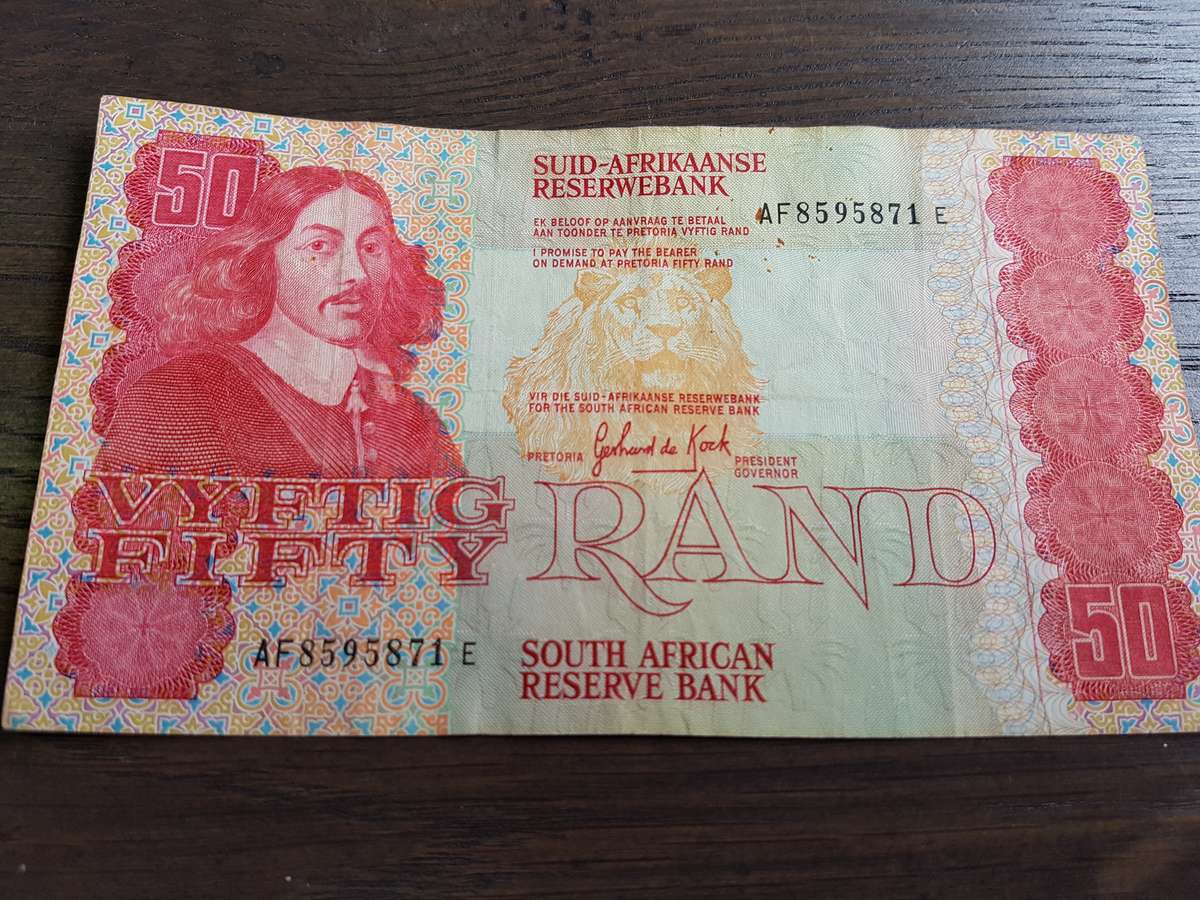 50
SUID-AFRIKAANSE
RESERWEBANK
EK BELOOF OP AANVRAAG TE BETAAL
AAN TOONDER TE PRETORIA VYFTIG RAND
AF8595871 E
I PROMISE TO PAY THE BEARER
ON DEMAND AT PRETORIA FIFTY RAND
VIR DIE SUID-AFRIKAANSE RESERWEBANK
FOR THE SOUTH AFRICAN RESERVE BANK
PRETORIA Gerhard de Kock PRESIDENT
GOVERNOR
VYFTIG
FIFTY
RAND
50
AF8595871 E
SOUTH AFRICAN
RESERVE BANK